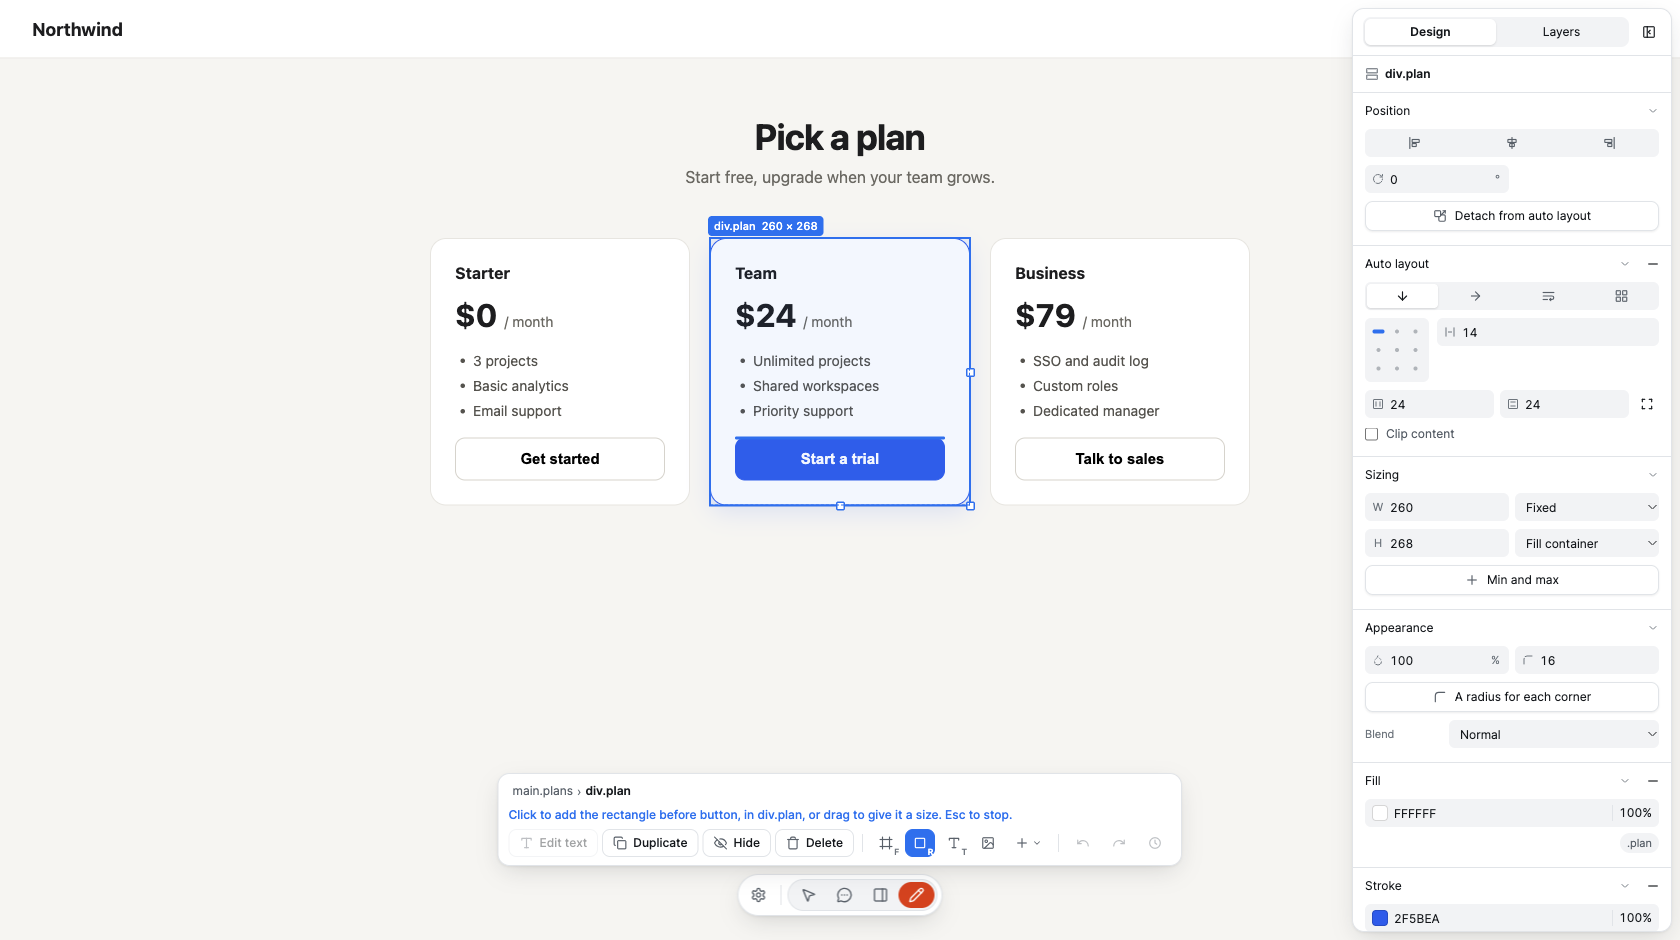 Northwind
Pick a plan
Start free, upgrade when your team grows.
div.plan 260 × 268
Starter
$0 / month
• 3 projects
• Basic analytics
• Email support
Get started
Team
$24 / month
• Unlimited projects
• Shared workspaces
• Priority support
Start a trial
Business
$79 / month
• SSO and audit log
• Custom roles
• Dedicated manager
Talk to sales
main.plans › div.plan
Click to add the rectangle before button, in div.plan, or drag to give it a size. Esc to stop.
Edit text Duplicate Hide Delete F R T
Design Layers
div.plan
Position
0 °
Detach from auto layout
Auto layout
14
24 24
Clip content
Sizing
W 260 Fixed
H 268 Fill container
Min and max
Appearance
100 % 16
A radius for each corner
Blend Normal
Fill
FFFFFF 100%
.plan
Stroke
2F5BEA 100%